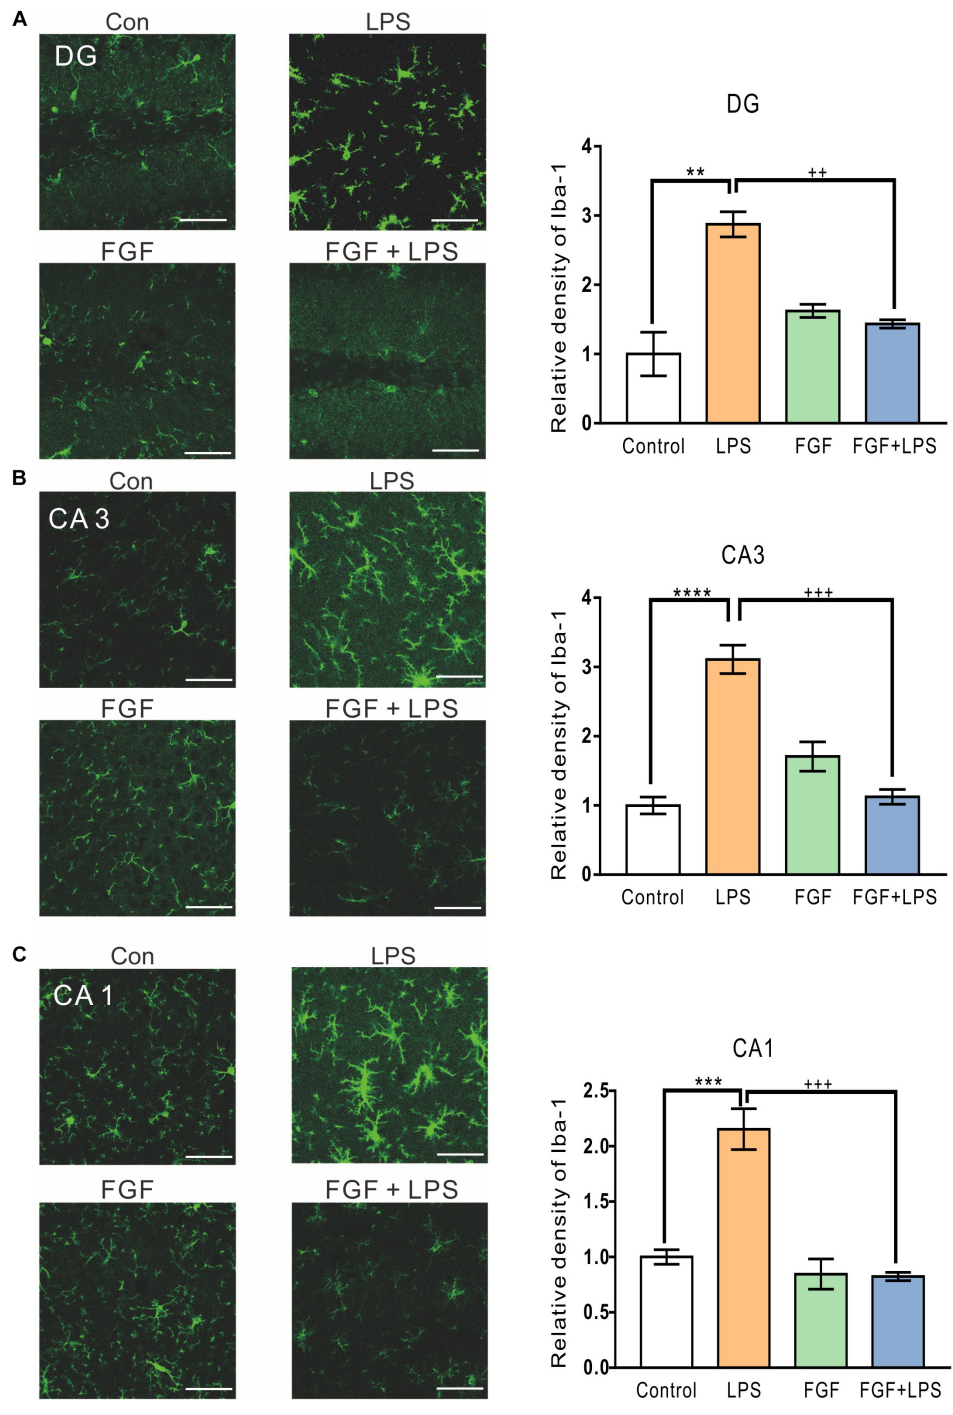 A
Con
LPS
DG
FGF
FGF + LPS
DG
Relative density of Iba-1
4
3
2
1
0
**
++
Control
LPS
FGF
FGF+LPS
B
Con
LPS
CA 3
FGF
FGF + LPS
CA3
Relative density of Iba-1
4
3
2
1
0
****
+++
Control
LPS
FGF
FGF+LPS
C
Con
LPS
CA 1
FGF
FGF + LPS
CA1
Relative density of Iba-1
2.5
2.0
1.5
1.0
0.5
0.0
***
+++
Control
LPS
FGF
FGF+LPS